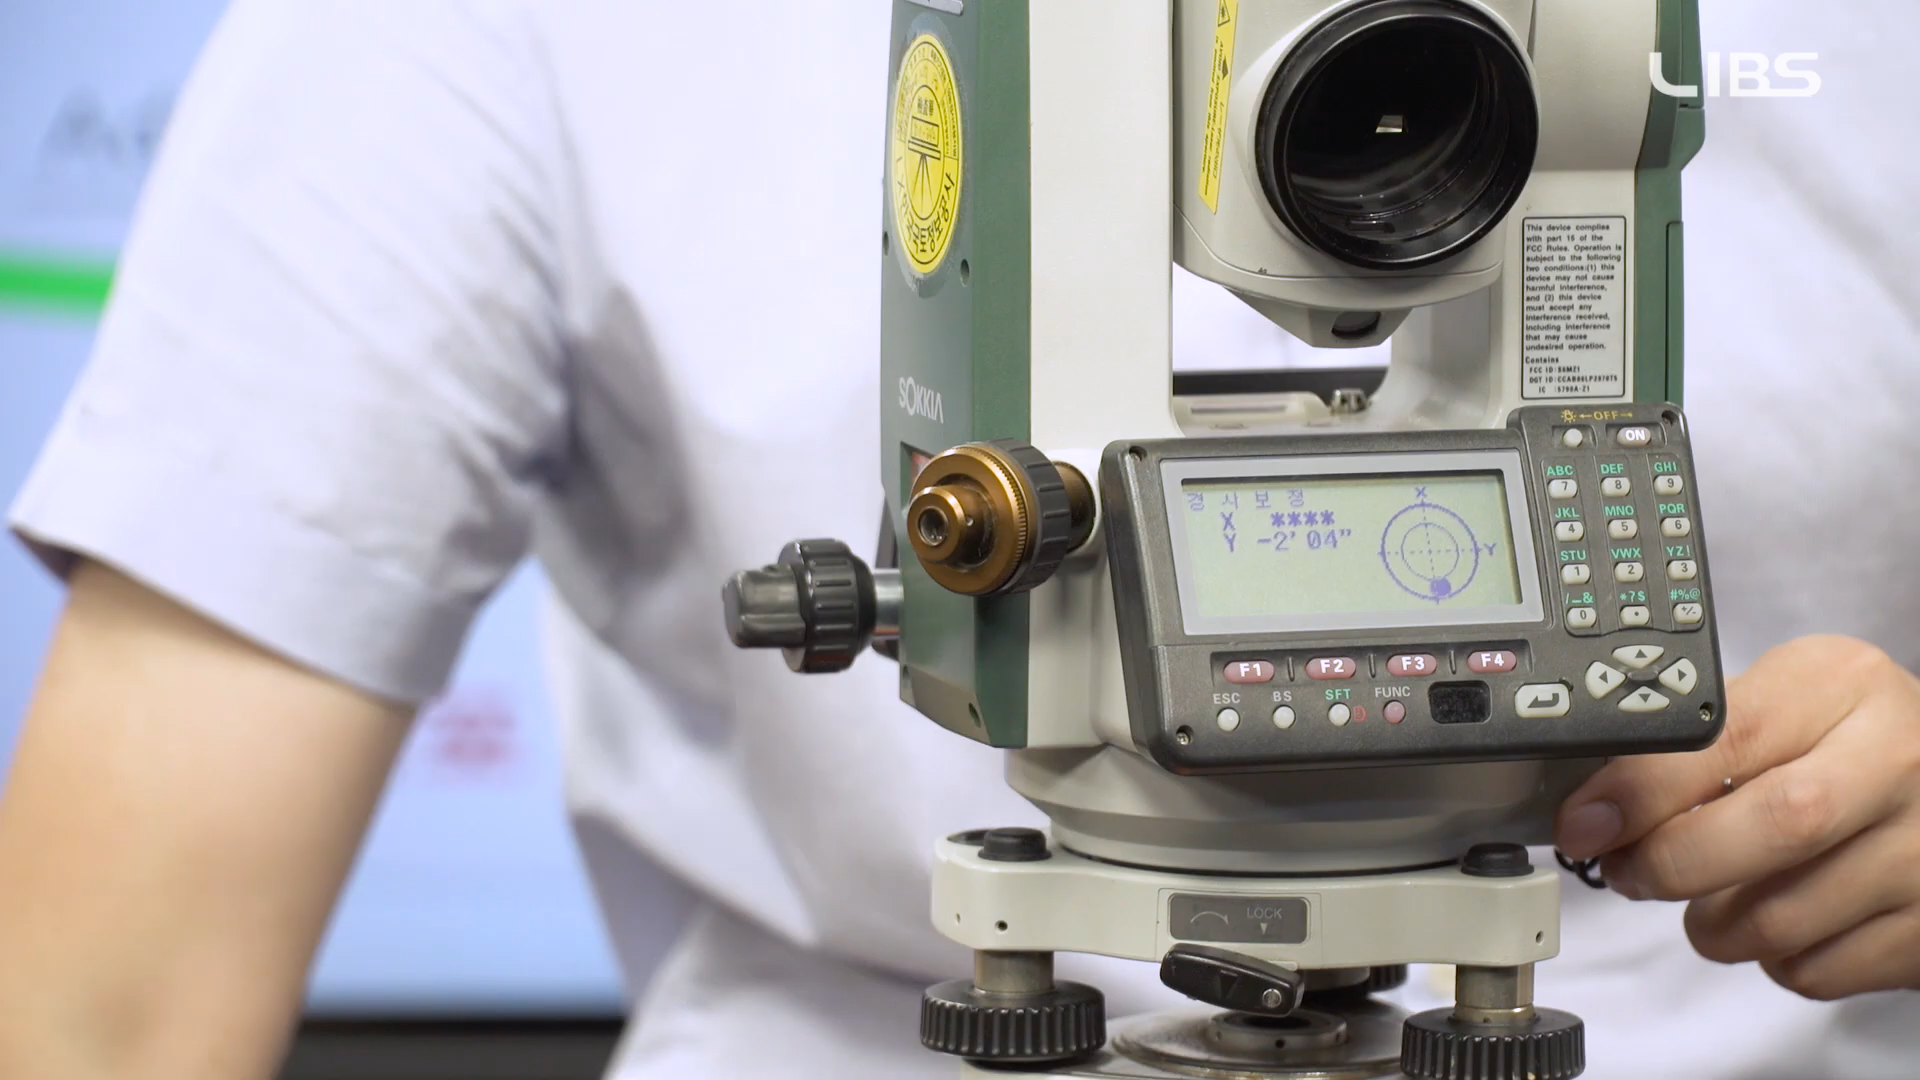 LIBS
This device complies
with part 15 of the
FCC Rules. Operation is
subject to the following
two conditions:(1) this
device may not cause
harmful interference,
and (2) this device
must accept any
interference received,
including interference
that may cause
undesired operation.
Contains
SOKKIA
←OFF→
ON
ABC DEF GHI
7 8 9
JKL MNO PQR
4 5 6
STU VWX YZ!
1 2 3
/_& *?$ #%@
0 . +/-
경사보정
X ****
Y -2'04"
X
Y
F1 F2 F3 F4
ESC BS SFT FUNC
LOCK